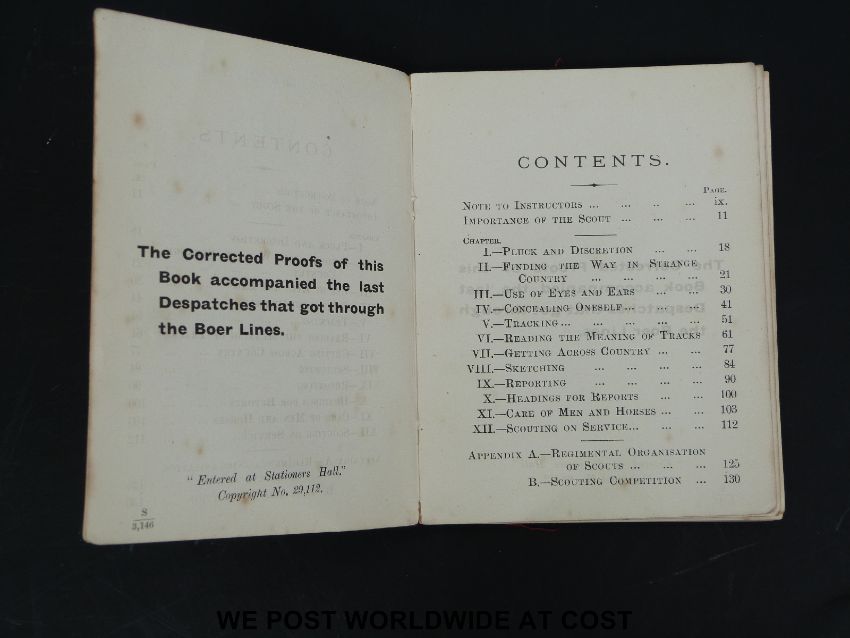 The Corrected Proofs of this
Book accompanied the last
Despatches that got through
the Boer Lines.
"Entered at Stationers Hall."
Copyright No. 29,112.
S
3,146
CONTENTS.
PAGE.
NOTE TO INSTRUCTORS ... ... .. ... ix.
IMPORTANCE OF THE SCOUT ... ... ... 11
CHAPTER.
I.—PLUCK AND DISCRETION ... ... 18
II.—FINDING THE WAY IN STRANGE
COUNTRY ... ... ... ... 21
III.—USE OF EYES AND EARS ... ... 30
IV.—CONCEALING ONESELF ... ... ... 41
V.—TRACKING ... ... ... ... ... 51
VI.—READING THE MEANING OF TRACKS 61
VII.—GETTING ACROSS COUNTRY ... ... 77
VIII.—SKETCHING ... ... ... ... 84
IX.—REPORTING ... ... ... ... 90
X.—HEADINGS FOR REPORTS ... ... 100
XI.—CARE OF MEN AND HORSES ... ... 103
XII.—SCOUTING ON SERVICE... ... ... 112
APPENDIX A.—REGIMENTAL ORGANISATION
OF SCOUTS ... ... ... 125
B.—SCOUTING COMPETITION ... 130
WE POST WORLDWIDE AT COST